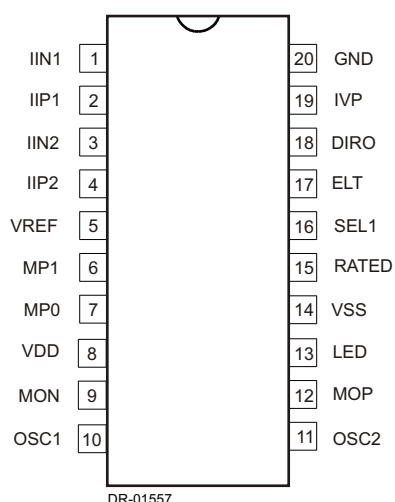 IIN1 1 20 GND
IIP1 2 19 IVP
IIN2 3 18 DIRO
IIP2 4 17 ELT
VREF 5 16 SEL1
MP1 6 15 RATED
MP0 7 14 VSS
VDD 8 13 LED
MON 9 12 MOP
OSC1 10 11 OSC2
DR-01557